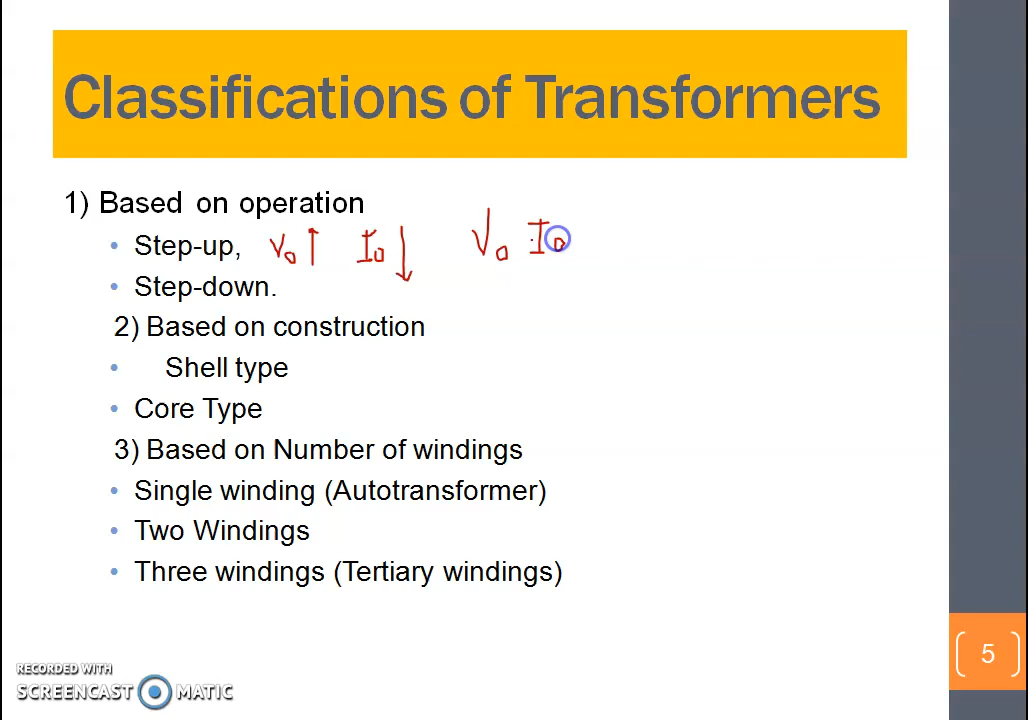 Classifications of Transformers
1) Based on operation
• Step-up, V₀↑ I₀↓ V₀ I₀
• Step-down.
2) Based on construction
• Shell type
• Core Type
3) Based on Number of windings
• Single winding (Autotransformer)
• Two Windings
• Three windings (Tertiary windings)
[ 5 ]
RECORDED WITH
SCREENCAST MATIC